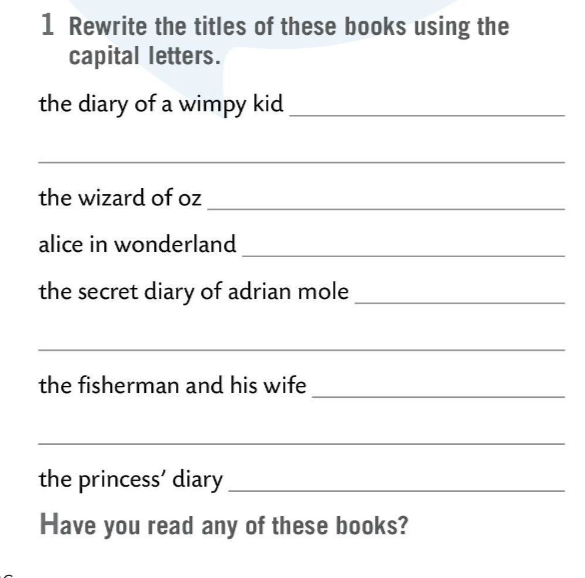 1 Rewrite the titles of these books using the
capital letters.
the diary of a wimpy kid
the wizard of oz
alice in wonderland
the secret diary of adrian mole
the fisherman and his wife
the princess' diary
Have you read any of these books?